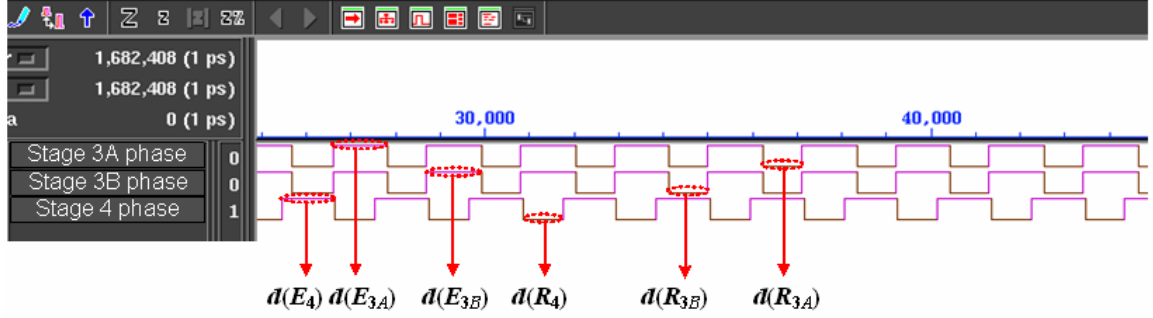 Z Z |Z| Z%
1,682,408 (1 ps)
1,682,408 (1 ps)
a 0 (1 ps)
30,000 40,000
Stage 3A phase 0
Stage 3B phase 0
Stage 4 phase 1
d(E4) d(E3A) d(E3B) d(R4) d(R3B) d(R3A)